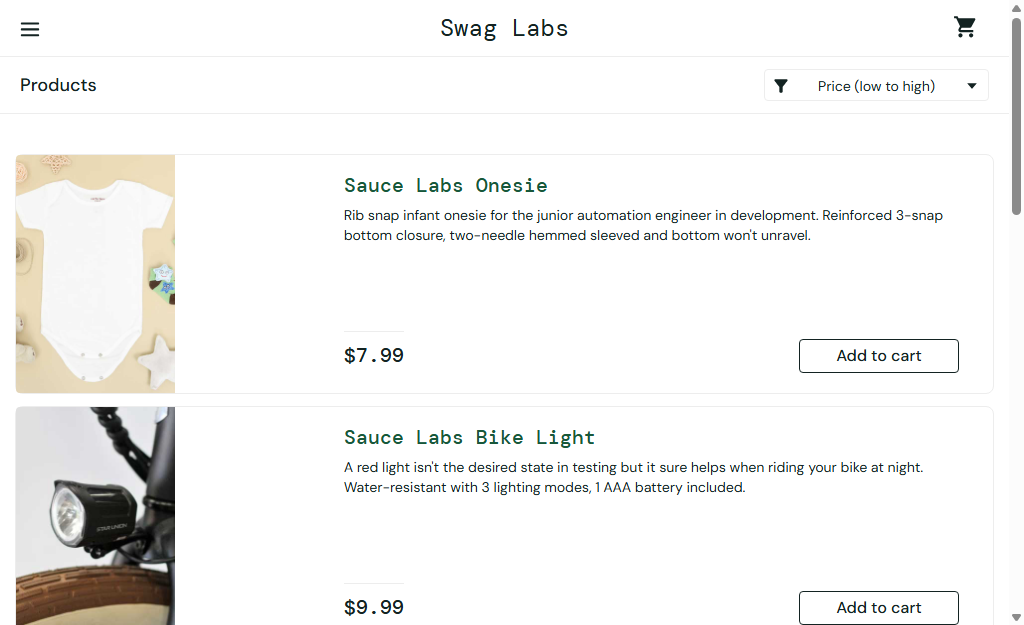 Swag Labs
Products
Price (low to high)
Sauce Labs Onesie
Rib snap infant onesie for the junior automation engineer in development. Reinforced 3-snap
bottom closure, two-needle hemmed sleeved and bottom won't unravel.
$7.99
Add to cart
Sauce Labs Bike Light
A red light isn't the desired state in testing but it sure helps when riding your bike at night.
Water-resistant with 3 lighting modes, 1 AAA battery included.
$9.99
Add to cart